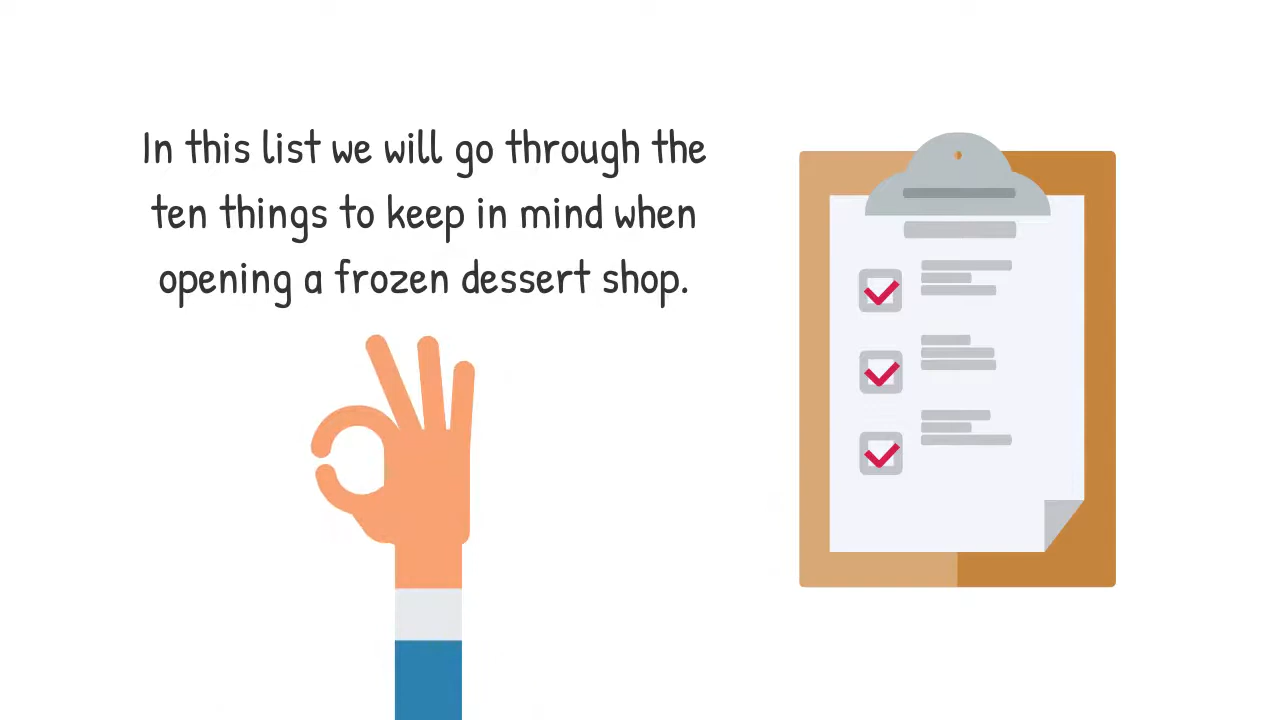 In this list we will go through the
ten things to keep in mind when
opening a frozen dessert shop.